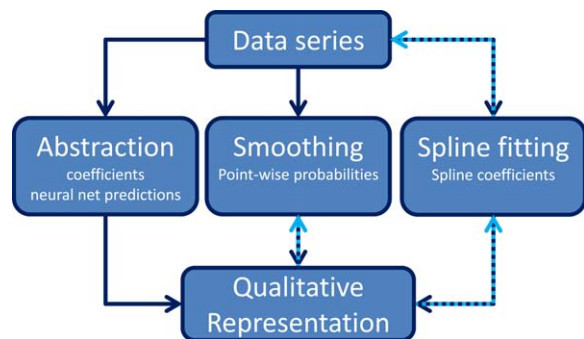 Data series
Abstraction
coefficients
neural net predictions
Smoothing
Point-wise probabilities
Spline fitting
Spline coefficients
Qualitative
Representation